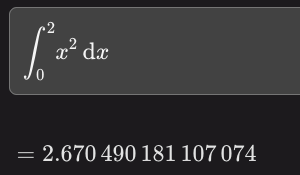 ∫₀² x² dx
= 2.670 490 181 107 074